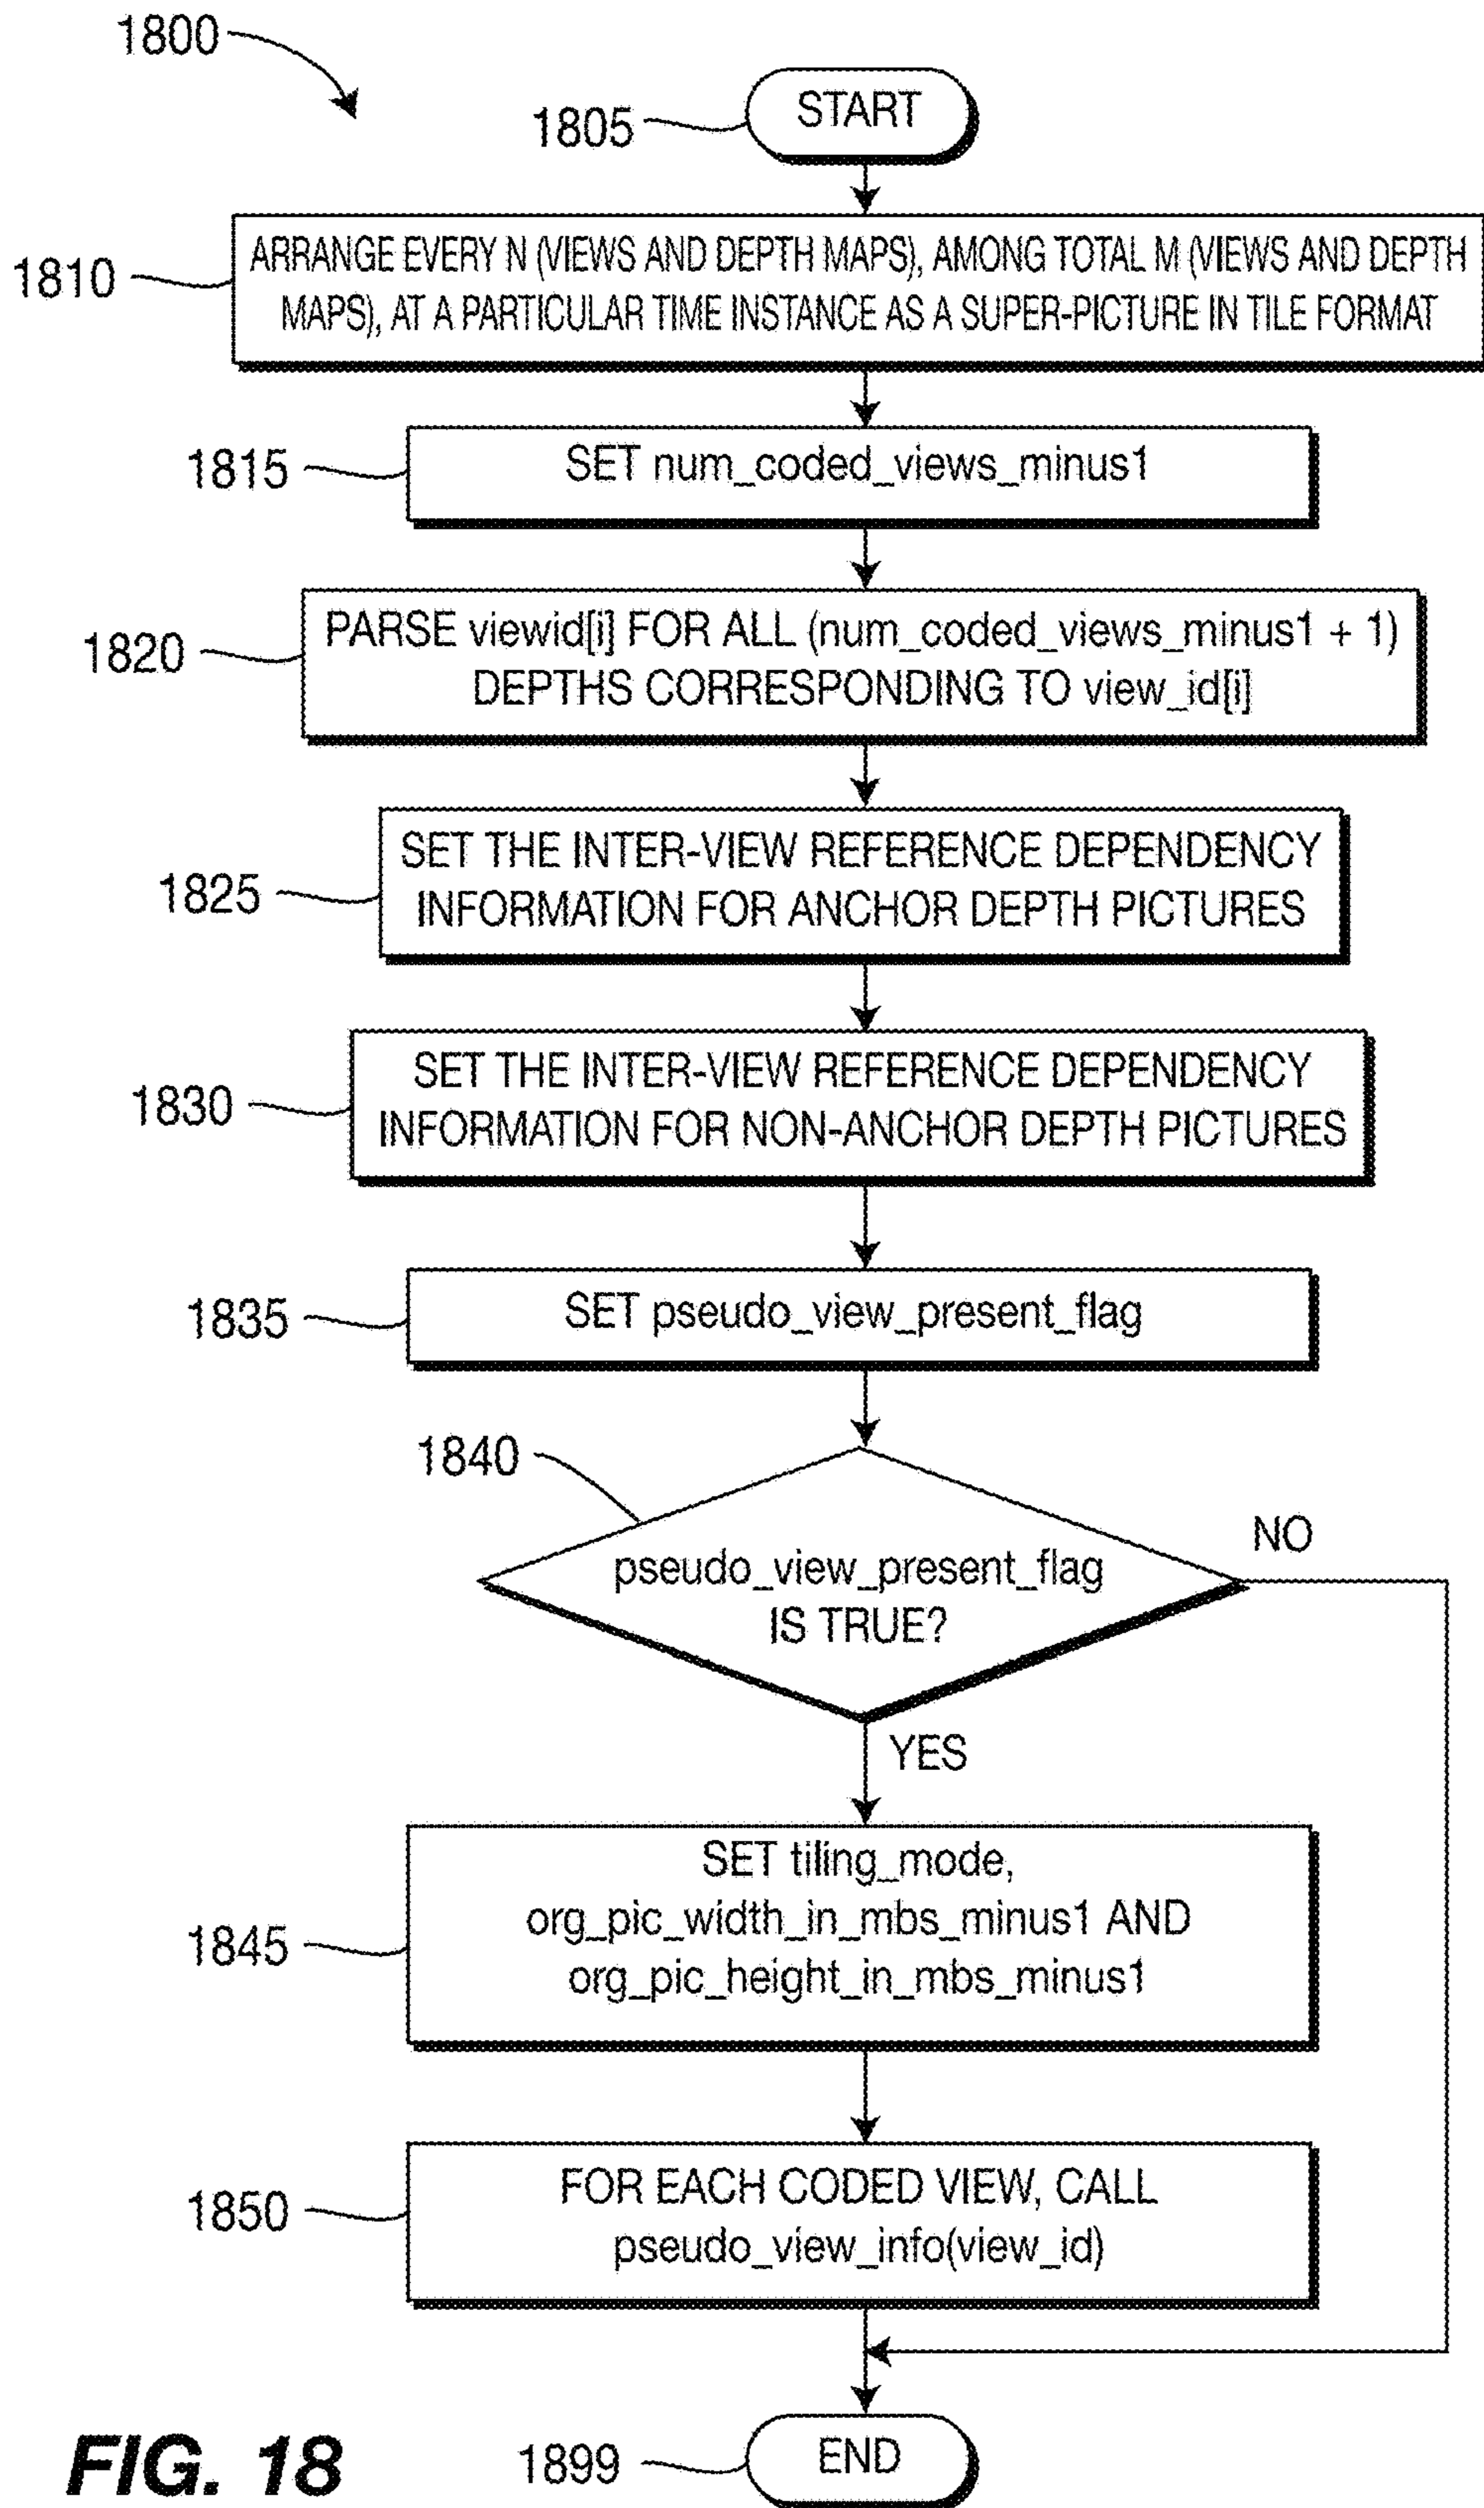 1800
1805
START
1810
ARRANGE EVERY N (VIEWS AND DEPTH MAPS), AMONG TOTAL M (VIEWS AND DEPTH
MAPS), AT A PARTICULAR TIME INSTANCE AS A SUPER-PICTURE IN TILE FORMAT
1815
SET num_coded_views_minus1
1820
PARSE viewid[i] FOR ALL (num_coded_views_minus1 + 1)
DEPTHS CORRESPONDING TO view_id[i]
1825
SET THE INTER-VIEW REFERENCE DEPENDENCY
INFORMATION FOR ANCHOR DEPTH PICTURES
1830
SET THE INTER-VIEW REFERENCE DEPENDENCY
INFORMATION FOR NON-ANCHOR DEPTH PICTURES
1835
SET pseudo_view_present_flag
1840
pseudo_view_present_flag
IS TRUE?
NO
YES
1845
SET tiling_mode,
org_pic_width_in_mbs_minus1 AND
org_pic_height_in_mbs_minus1
1850
FOR EACH CODED VIEW, CALL
pseudo_view_info(view_id)
1899
END
FIG. 18